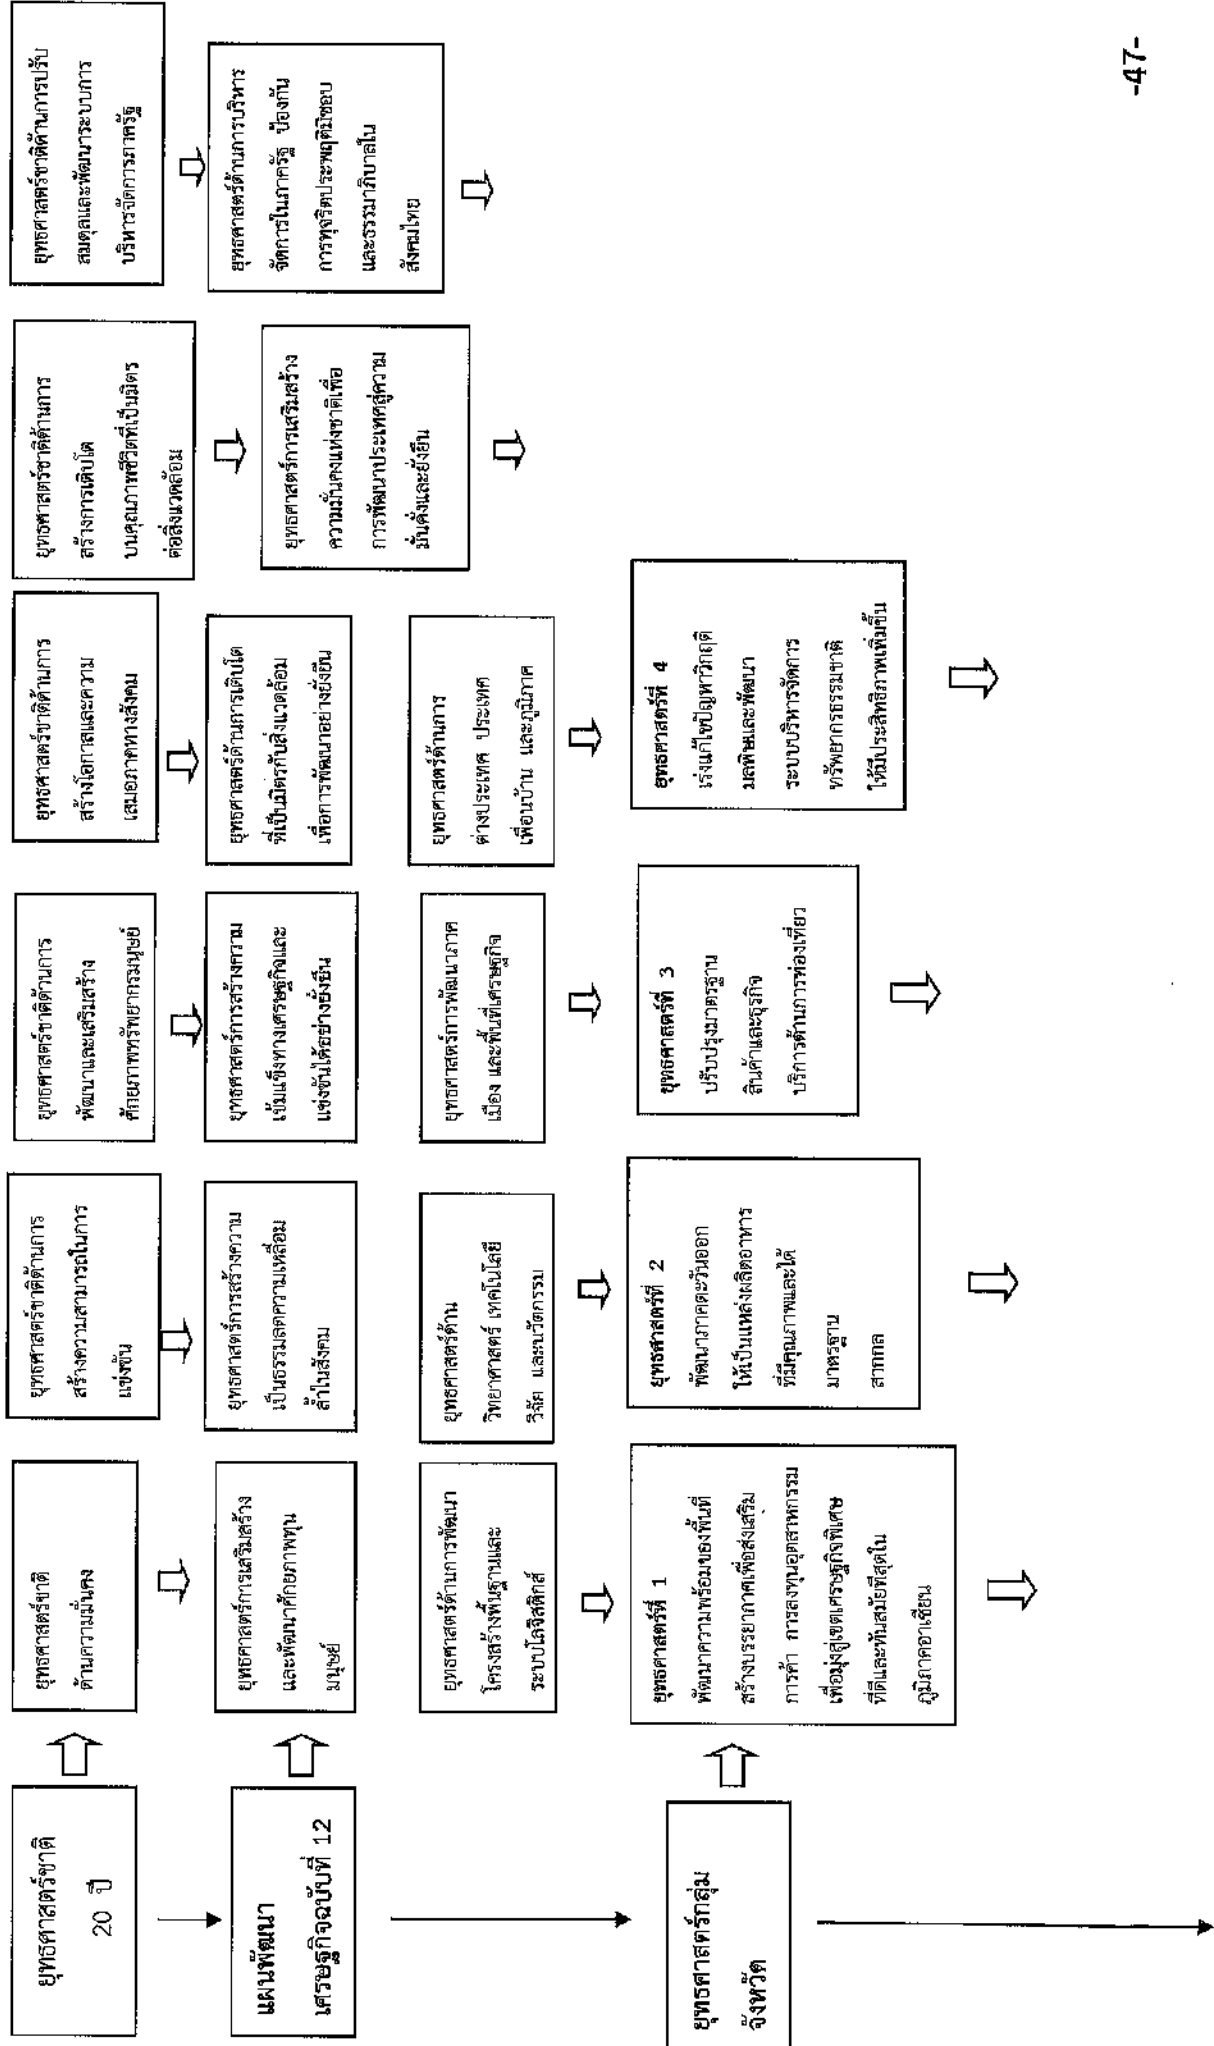 ยุทธศาสตร์ชาติ
20 ปี
ยุทธศาสตร์ชาติ
ด้านความมั่นคง
ยุทธศาสตร์ชาติด้านการ
สร้างความสามารถในการ
แข่งขัน
ยุทธศาสตร์ชาติด้านการ
พัฒนาและเสริมสร้าง
ศักยภาพทรัพยากรมนุษย์
ยุทธศาสตร์ชาติด้านการ
สร้างโอกาสและความ
เสมอภาคทางสังคม
ยุทธศาสตร์ชาติด้านการ
สร้างการเติบโต
บนคุณภาพชีวิตที่เป็นมิตร
ต่อสิ่งแวดล้อม
ยุทธศาสตร์ชาติด้านการปรับ
สมดุลและพัฒนาระบบการ
บริหารจัดการภาครัฐ
แผนพัฒนา
เศรษฐกิจฉบับที่ 12
ยุทธศาสตร์การเสริมสร้าง
และพัฒนาศักยภาพทุน
มนุษย์
ยุทธศาสตร์การสร้างความ
เป็นธรรมลดความเหลื่อม
ล้ำในสังคม
ยุทธศาสตร์การสร้างความ
เข้มแข็งทางเศรษฐกิจและ
แข่งขันได้อย่างยั่งยืน
ยุทธศาสตร์ด้านการเติบโต
ที่เป็นมิตรกับสิ่งแวดล้อม
เพื่อการพัฒนาอย่างยั่งยืน
ยุทธศาสตร์การเสริมสร้าง
ความมั่นคงแห่งชาติเพื่อ
การพัฒนาประเทศสู่ความ
มั่นคั่งและยั่งยืน
ยุทธศาสตร์ด้านการบริหาร
จัดการในภาครัฐ ป้องกัน
การทุจริตประพฤติมิชอบ
และธรรมาภิบาลใน
สังคมไทย
ยุทธศาสตร์ด้านการพัฒนา
โครงสร้างพื้นฐานและ
ระบบโลจิสติกส์
ยุทธศาสตร์ด้าน
วิทยาศาสตร์ เทคโนโลยี
วิจัย และนวัตกรรม
ยุทธศาสตร์การพัฒนาภาค
เมือง และพื้นที่เศรษฐกิจ
ยุทธศาสตร์ด้านการ
ต่างประเทศ ประเทศ
เพื่อนบ้าน และภูมิภาค
ยุทธศาสตร์กลุ่ม
จังหวัด
ยุทธศาสตร์ที่ 1
พัฒนาความพร้อมของพื้นที่
สร้างบรรยากาศเพื่อส่งเสริม
การค้า การลงทุนอุตสาหกรรม
เพื่อมุ่งสู่เขตเศรษฐกิจพิเศษ
ที่ดีและทันสมัยที่สุดใน
ภูมิภาคอาเซียน
ยุทธศาสตร์ที่ 2
พัฒนาภาคตะวันออก
ให้เป็นแหล่งผลิตอาหาร
ที่มีคุณภาพและได้
มาตรฐาน
สากกล
ยุทธศาสตร์ที่ 3
ปรับปรุงมาตรฐาน
สินค้าและธุรกิจ
บริการด้านการท่องเที่ยว
ยุทธศาสตร์ที่ 4
เร่งแก้ไขปัญหาวิกฤติ
มลพิษและพัฒนา
ระบบบริหารจัดการ
ทรัพยากรธรรมชาติ
ให้มีประสิทธิภาพเพิ่มขึ้น
-47-